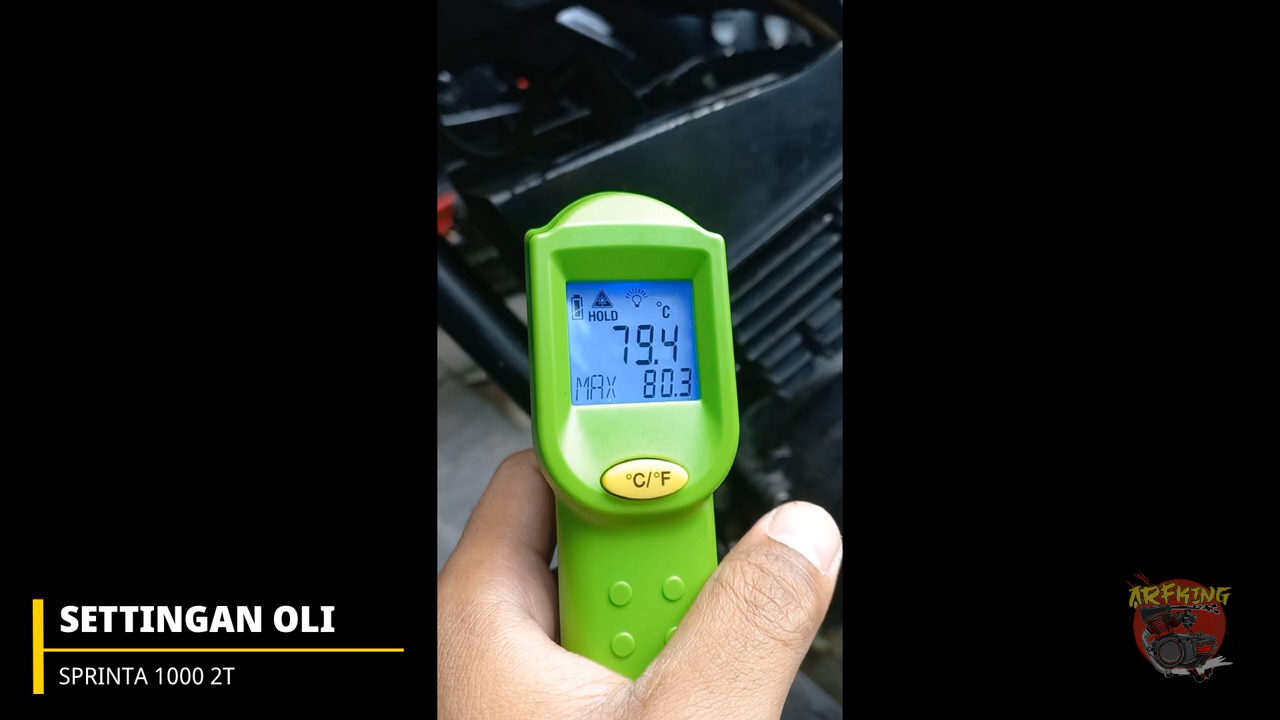 HOLD
°C
79.4
MAX 80.3
°C/°F
SETTINGAN OLI
SPRINTA 1000 2T
ARFKING